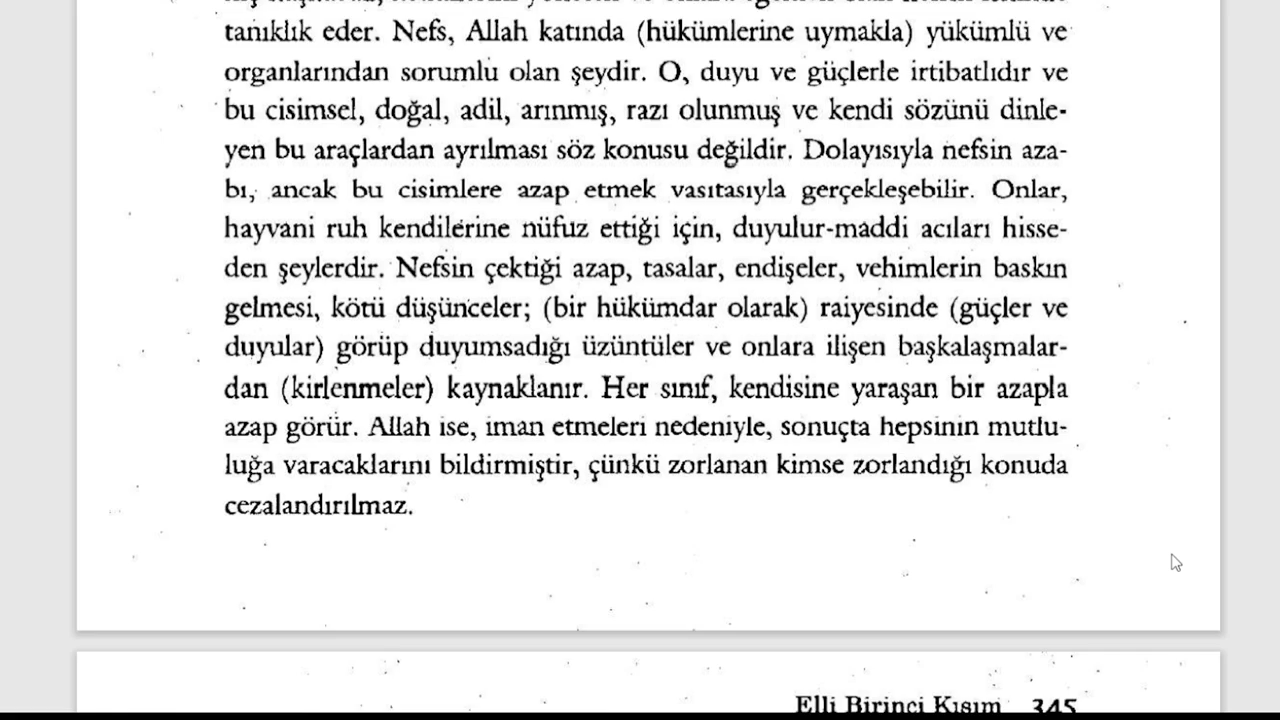 tanıklık eder. Nefs, Allah katında (hükümlerine uymakla) yükümlü ve
organlarından sorumlu olan şeydir. O, duyu ve güçlerle irtibatlıdır ve
bu cisimsel, doğal, adil, arınmış, razı olunmuş ve kendi sözünü dinle-
yen bu araçlardan ayrılması söz konusu değildir. Dolayısıyla nefsin aza-
bı, ancak bu cisimlere azap etmek vasıtasıyla gerçekleşebilir. Onlar,
hayvani ruh kendilerine nüfuz ettiği için, duyulur-maddi acıları hisse-
den şeylerdir. Nefsin çektiği azap, tasalar, endişeler, vehimlerin baskın
gelmesi, kötü düşünceler; (bir hükümdar olarak) raiyesinde (güçler ve
duyular) görüp duyumsadığı üzüntüler ve onlara ilişen başkalaşmalar-
dan (kirlenmeler) kaynaklanır. Her sınıf, kendisine yaraşan bir azapla
azap görür. Allah ise, iman etmeleri nedeniyle, sonuçta hepsinin mutlu-
luğa varacaklarını bildirmiştir, çünkü zorlanan kimse zorlandığı konuda
cezalandırılmaz.
Elli Birinci Kısım 345